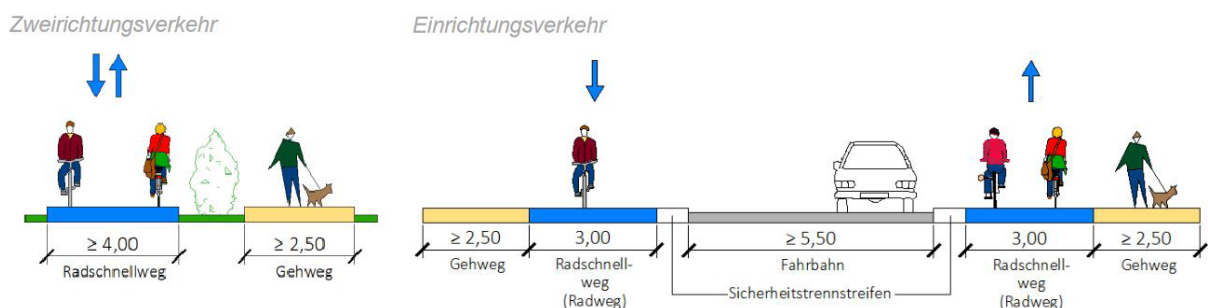 Zweirichtungsverkehr
Einrichtungsverkehr
≥ 4,00
≥ 2,50
Radschnellweg
Gehweg
≥ 2,50
3,00
≥ 5,50
3,00
≥ 2,50
Gehweg
Radschnell-
weg
(Radweg)
Fahrbahn
Sicherheitstrennstreifen
Radschnell-
weg
(Radweg)
Gehweg